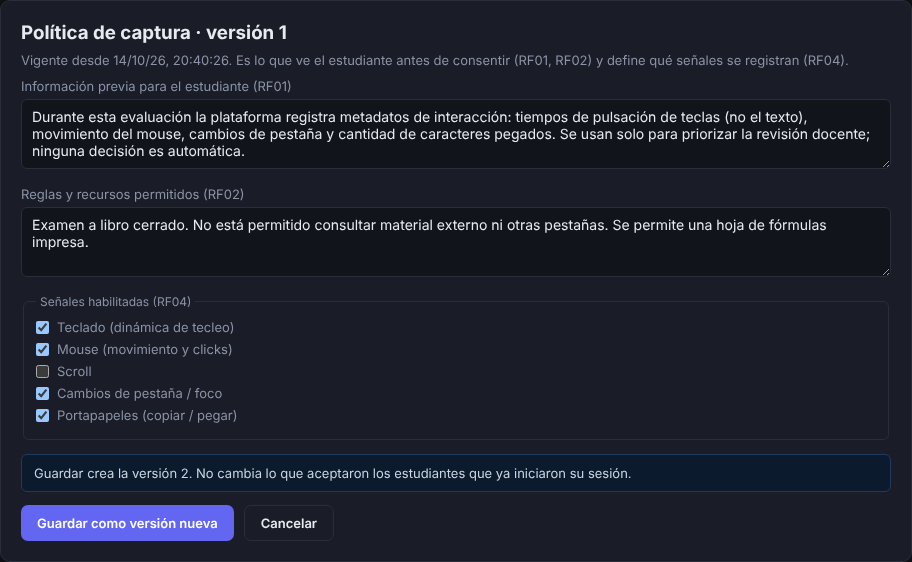 Política de captura · versión 1
Vigente desde 14/10/26, 20:40:26. Es lo que ve el estudiante antes de consentir (RF01, RF02) y define qué señales se registran (RF04).
Información previa para el estudiante (RF01)
Durante esta evaluación la plataforma registra metadatos de interacción: tiempos de pulsación de teclas (no el texto),
movimiento del mouse, cambios de pestaña y cantidad de caracteres pegados. Se usan solo para priorizar la revisión docente;
ninguna decisión es automática.
Reglas y recursos permitidos (RF02)
Examen a libro cerrado. No está permitido consultar material externo ni otras pestañas. Se permite una hoja de fórmulas
impresa.
Señales habilitadas (RF04)
Teclado (dinámica de tecleo)
Mouse (movimiento y clicks)
Scroll
Cambios de pestaña / foco
Portapapeles (copiar / pegar)
Guardar crea la versión 2. No cambia lo que aceptaron los estudiantes que ya iniciaron su sesión.
Guardar como versión nueva
Cancelar